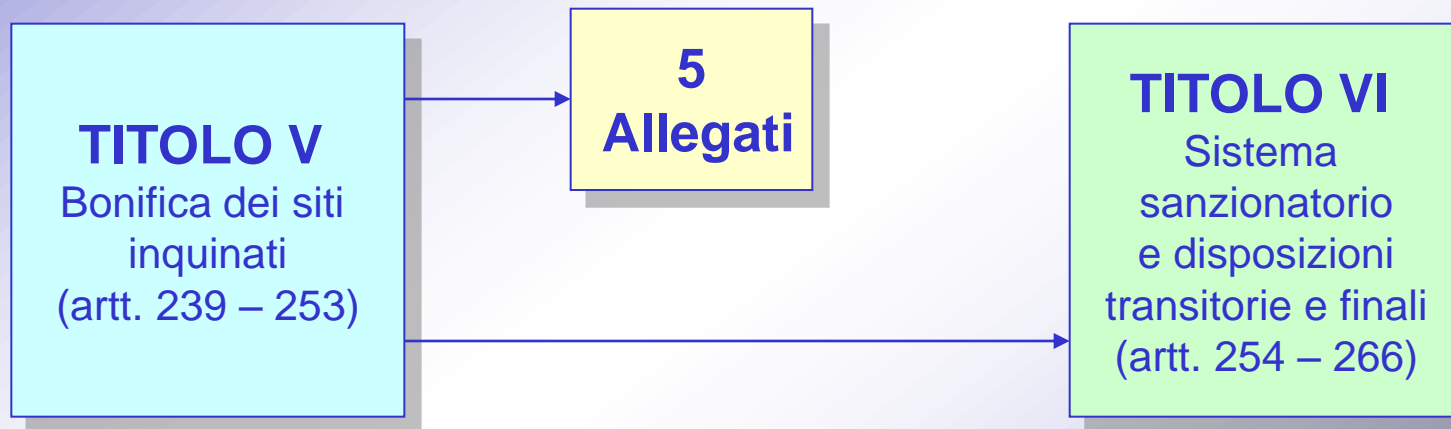 TITOLO V
Bonifica dei siti
inquinati
(artt. 239 – 253)
5
Allegati
TITOLO VI
Sistema
sanzionatorio
e disposizioni
transitorie e finali
(artt. 254 – 266)